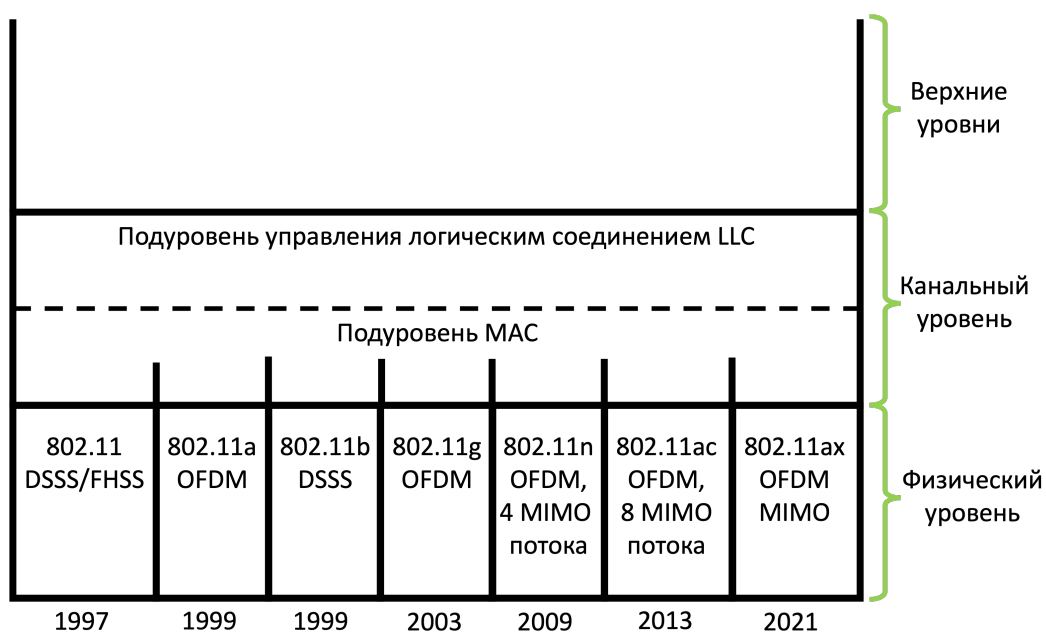 Верхние
уровни
Подуровень управления логическим соединением LLC
Канальный
уровень
Подуровень MAC
802.11
DSSS/FHSS
802.11a
OFDM
802.11b
DSSS
802.11g
OFDM
802.11n
OFDM,
4 MIMO
потока
802.11ac
OFDM,
8 MIMO
потока
802.11ax
OFDM
MIMO
Физический
уровень
1997
1999
1999
2003
2009
2013
2021